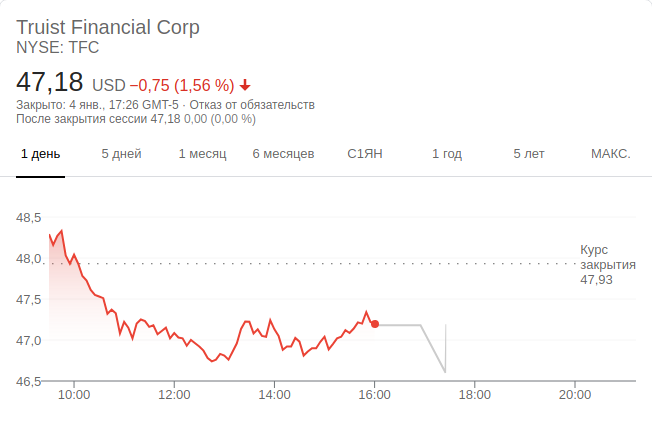 Truist Financial Corp
NYSE: TFC
47,18 USD −0,75 (1,56 %)
Закрыто: 4 янв., 17:26 GMT-5 · Отказ от обязательств
После закрытия сессии 47,18 0,00 (0,00 %)
1 день 5 дней 1 месяц 6 месяцев С1ЯН 1 год 5 лет МАКС.
48,5
48,0
47,5
47,0
46,5
Курс
закрытия
47,93
10:00 12:00 14:00 16:00 18:00 20:00